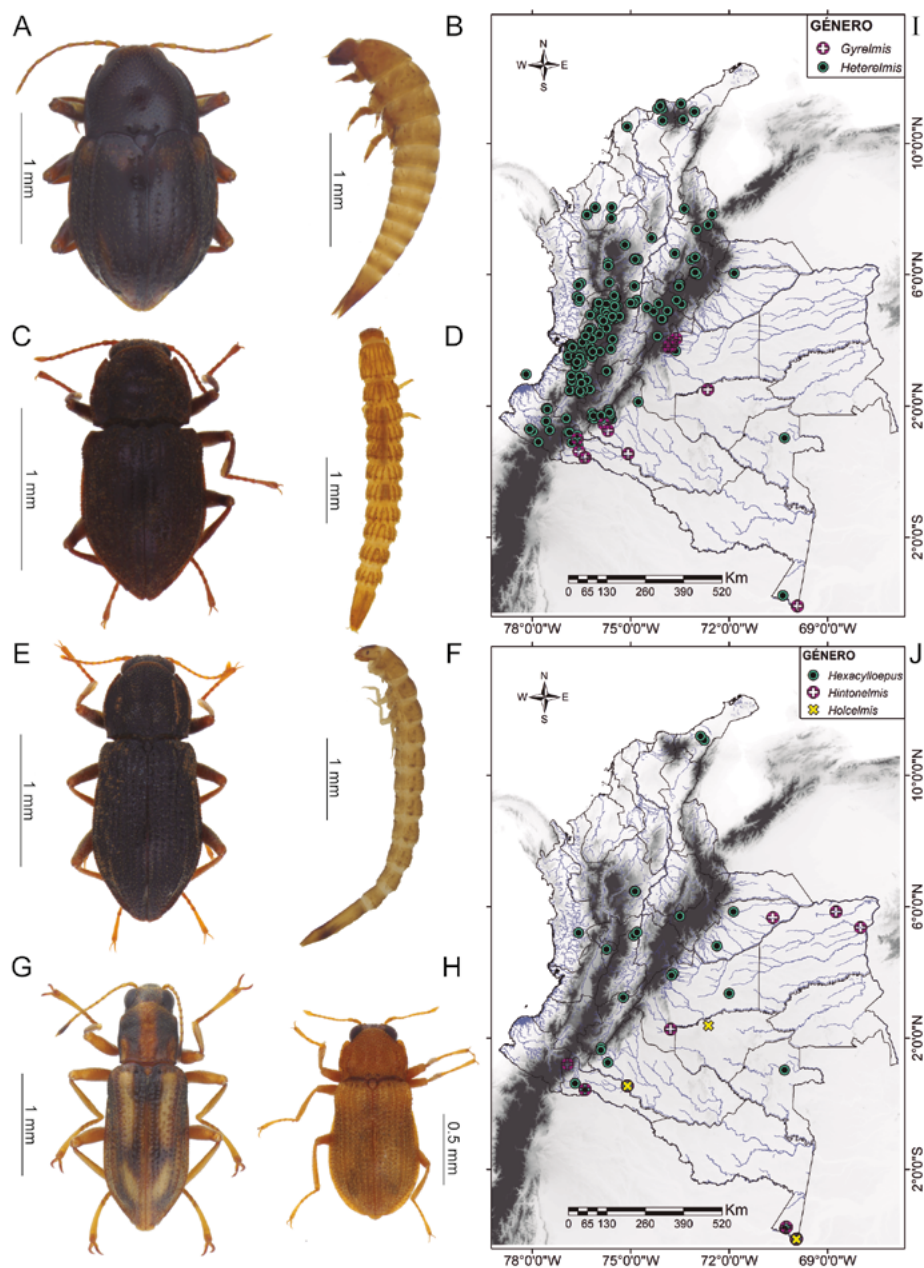 A
B
1 mm
1 mm
C
D
1 mm
1 mm
E
F
1 mm
1 mm
G
H
1 mm
0.5 mm
I
GÉNERO
Gyrelmis
Heterelmis
N
W
E
S
10°0'0"N
6°0'0"N
2°0'0"N
2°0'0"S
Km
0 65 130 260 390 520
78°0'0"W 75°0'0"W 72°0'0"W 69°0'0"W
J
GÉNERO
Hexacylloepus
Hintonelmis
Holcelmis
N
W
E
S
10°0'0"N
6°0'0"N
2°0'0"N
2°0'0"S
Km
0 65 130 260 390 520
78°0'0"W 75°0'0"W 72°0'0"W 69°0'0"W